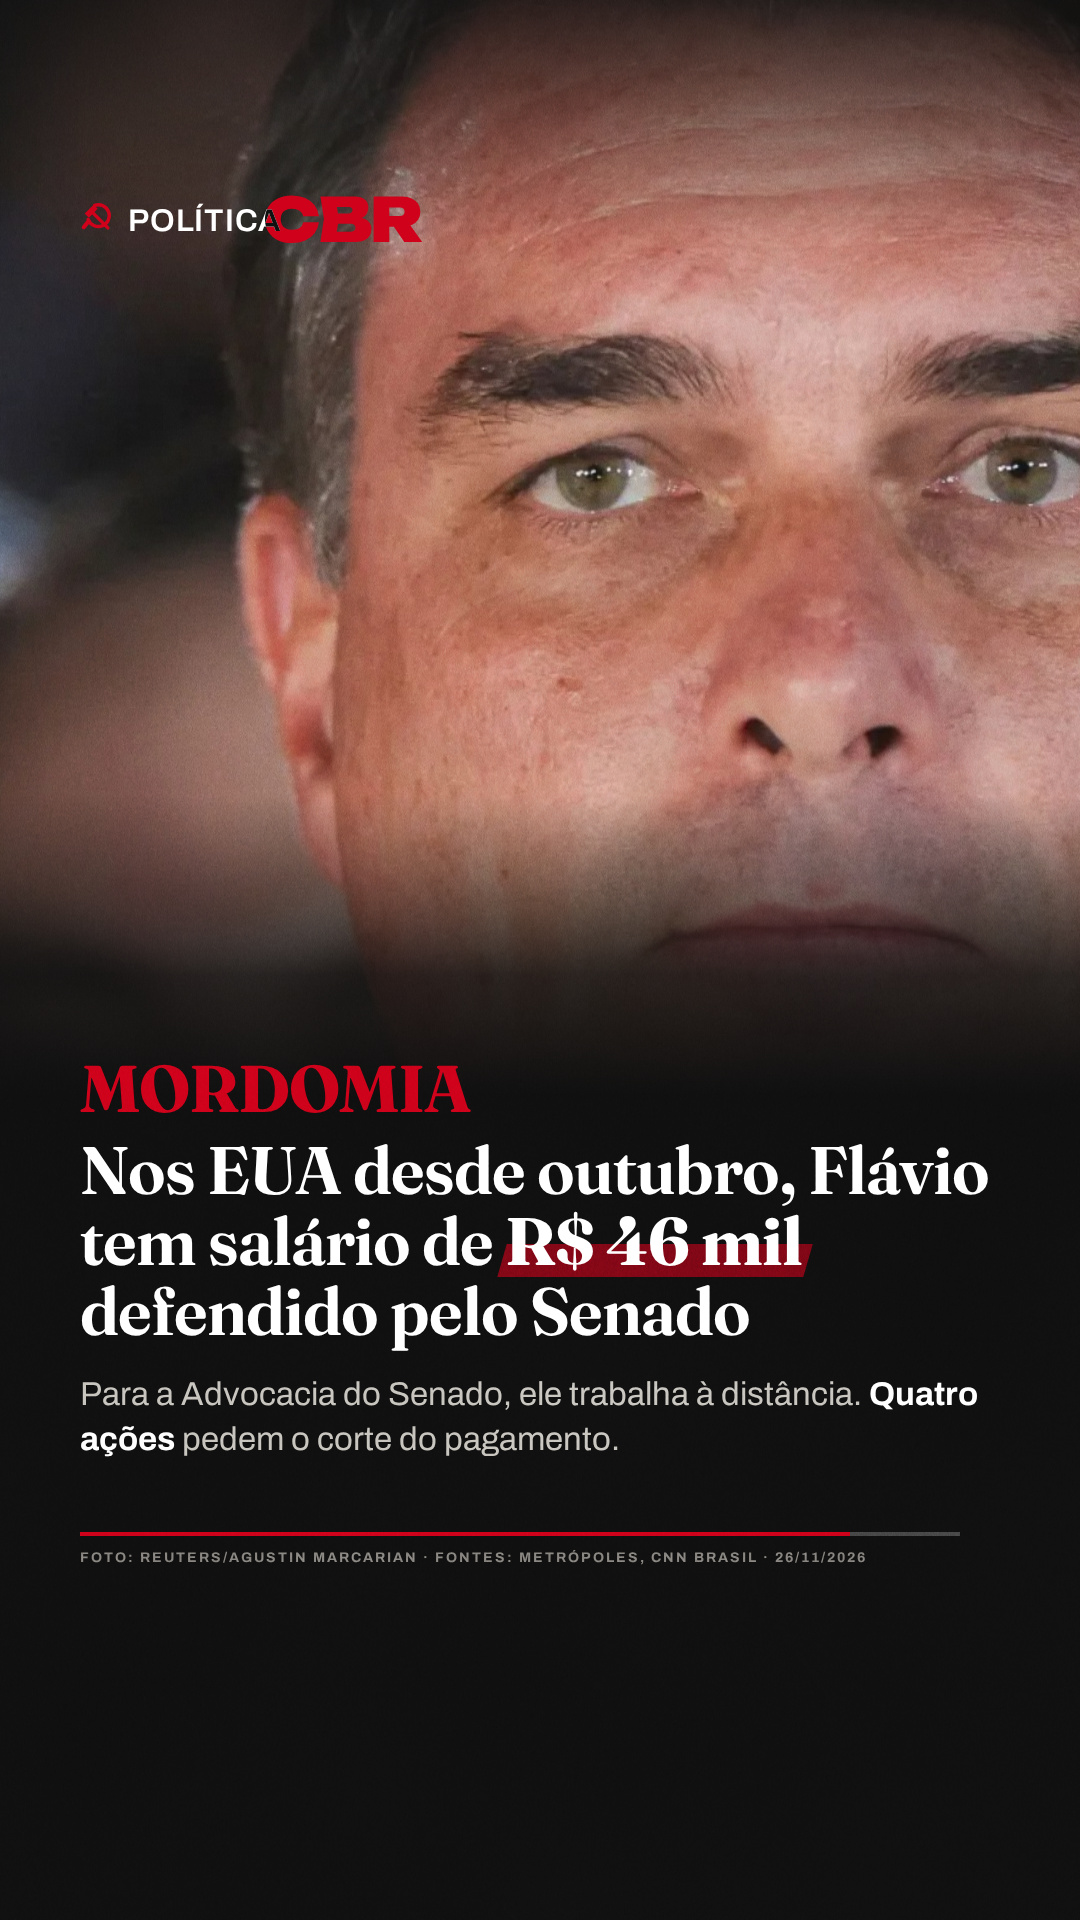 POLÍTICA CBR
MORDOMIA
Nos EUA desde outubro, Flávio
tem salário de R$ 46 mil
defendido pelo Senado
Para a Advocacia do Senado, ele trabalha à distância. Quatro
ações pedem o corte do pagamento.
FOTO: REUTERS/AGUSTIN MARCARIAN · FONTES: METRÓPOLES, CNN BRASIL · 26/11/2026